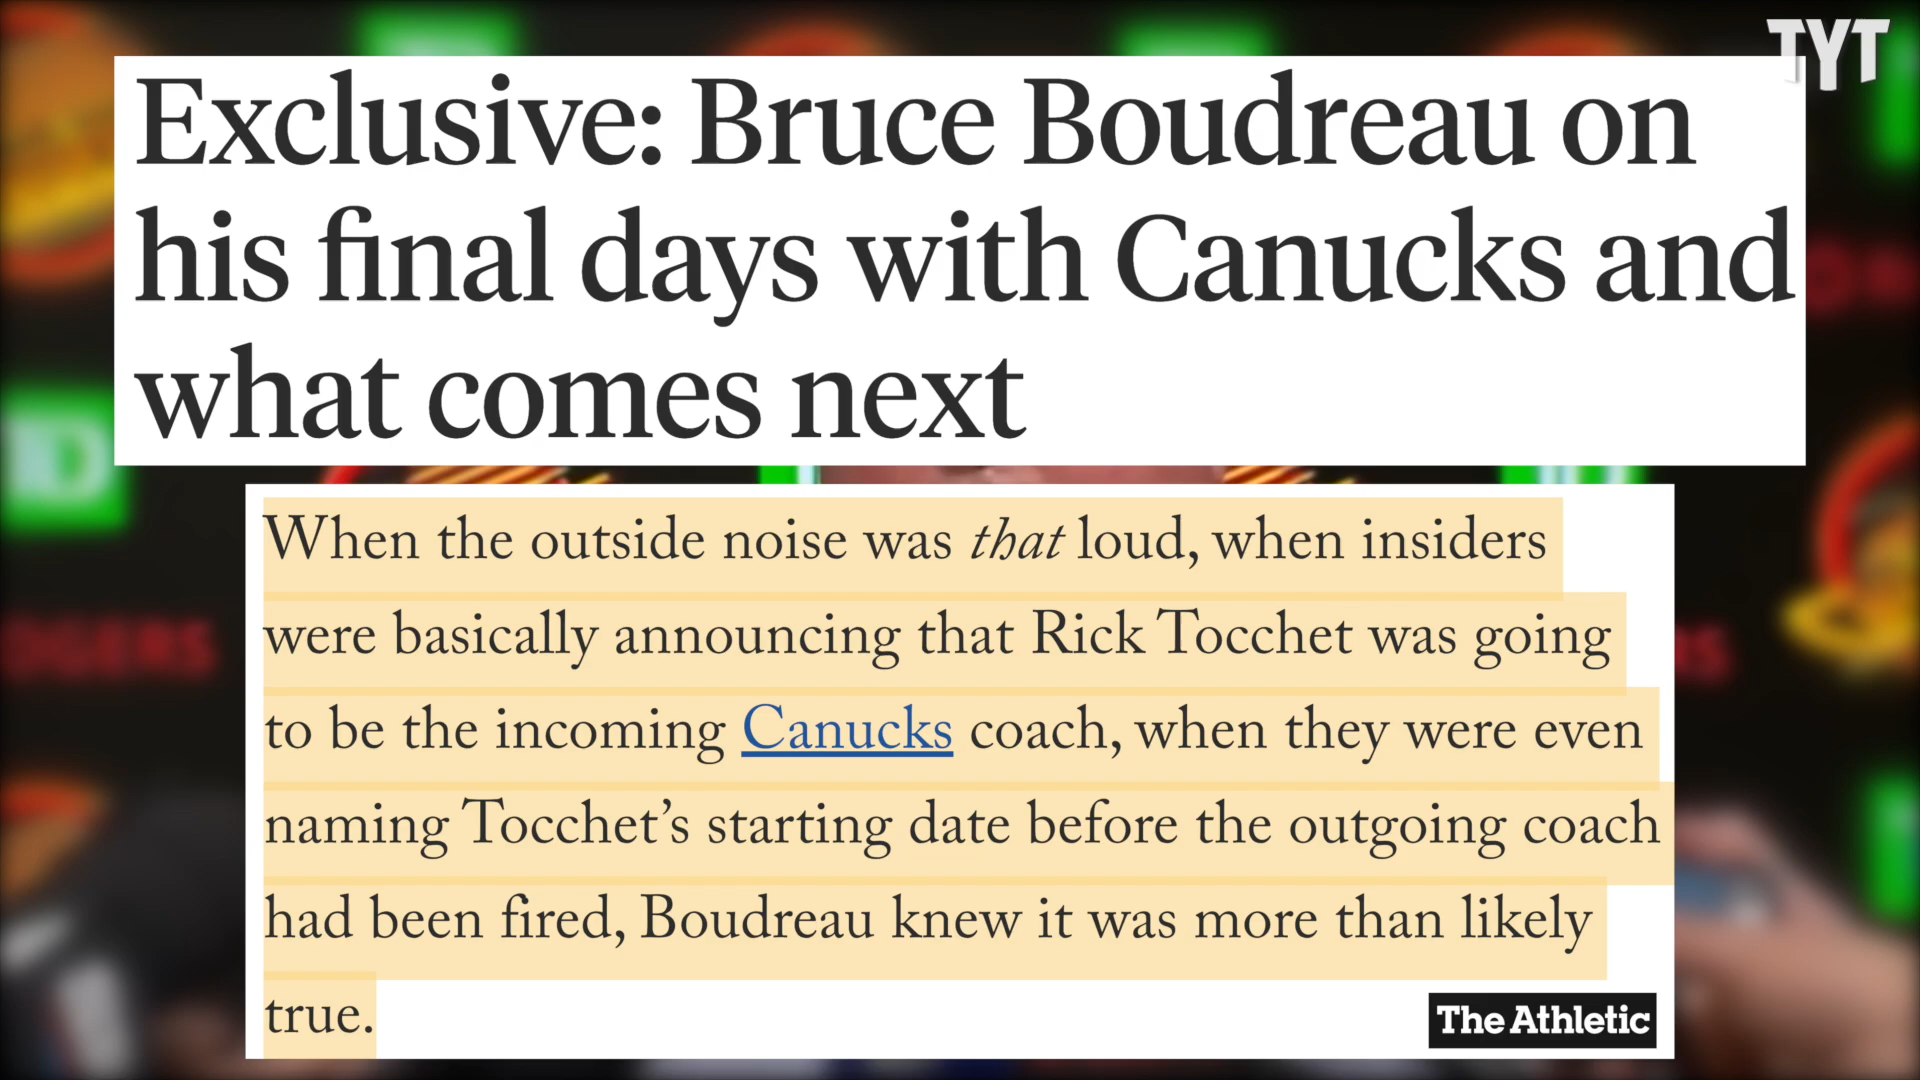 TYT
Exclusive: Bruce Boudreau on
his final days with Canucks and
what comes next
When the outside noise was that loud, when insiders
were basically announcing that Rick Tocchet was going
to be the incoming Canucks coach, when they were even
naming Tocchet’s starting date before the outgoing coach
had been fired, Boudreau knew it was more than likely
true.
The Athletic